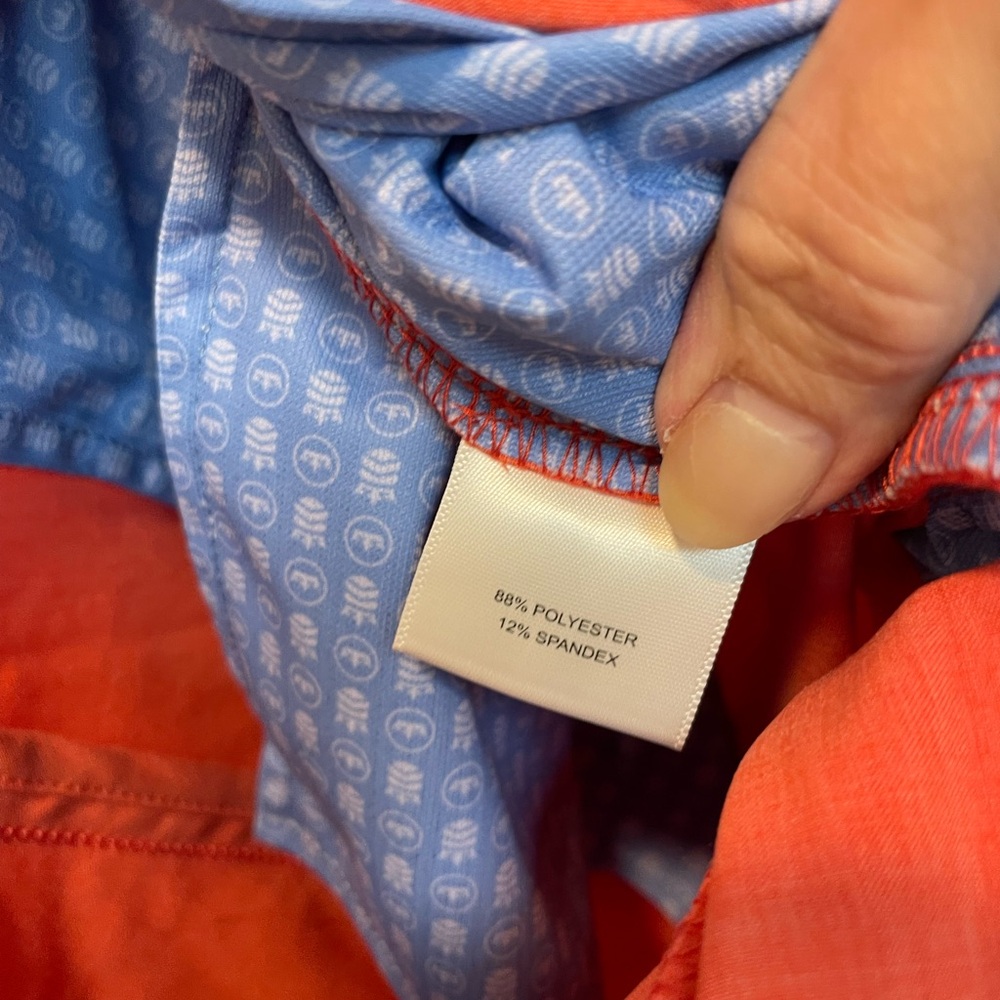 88% POLYESTER
12% SPANDEX